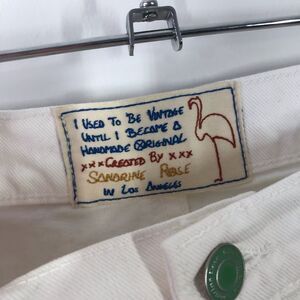 I USED TO BE VINTAGE
UNTIL I BECAME A
HANDMADE ORIGINAL
xxx CREATED BY xxx
SANDRINE ROSE
IN LOS ANGELES